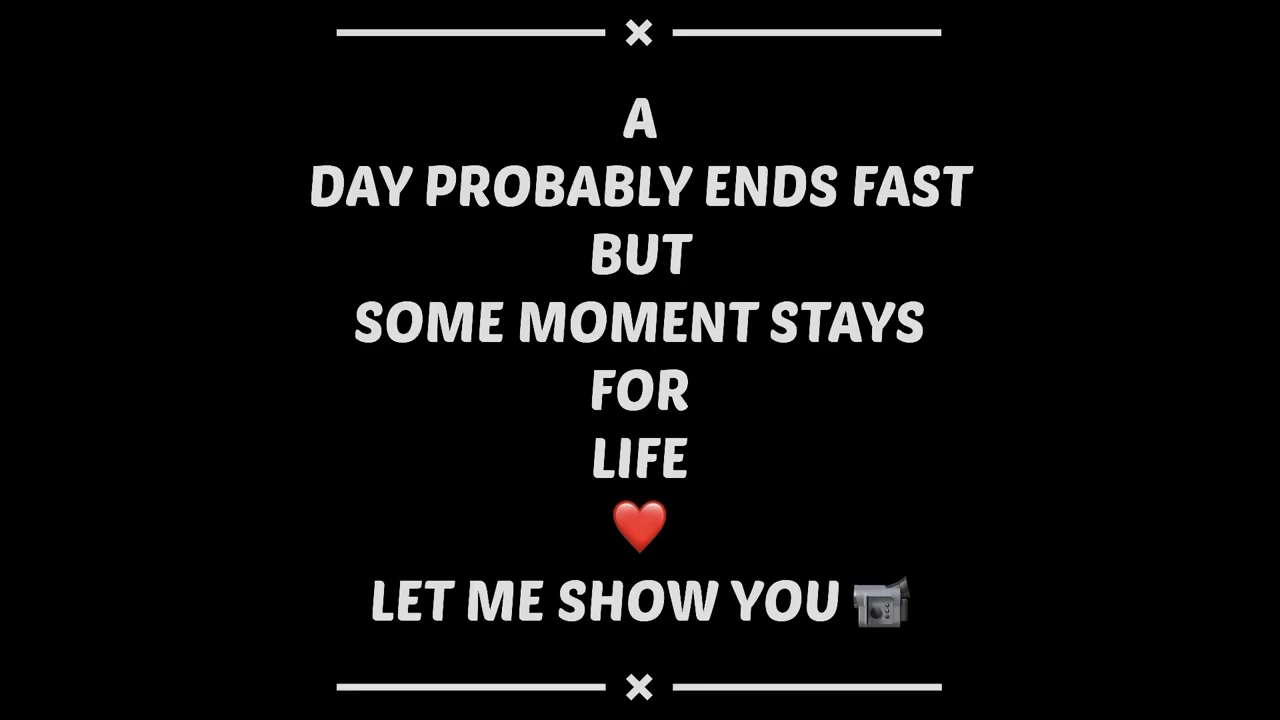 A
DAY PROBABLY ENDS FAST
BUT
SOME MOMENT STAYS
FOR
LIFE
❤️
LET ME SHOW YOU 📹